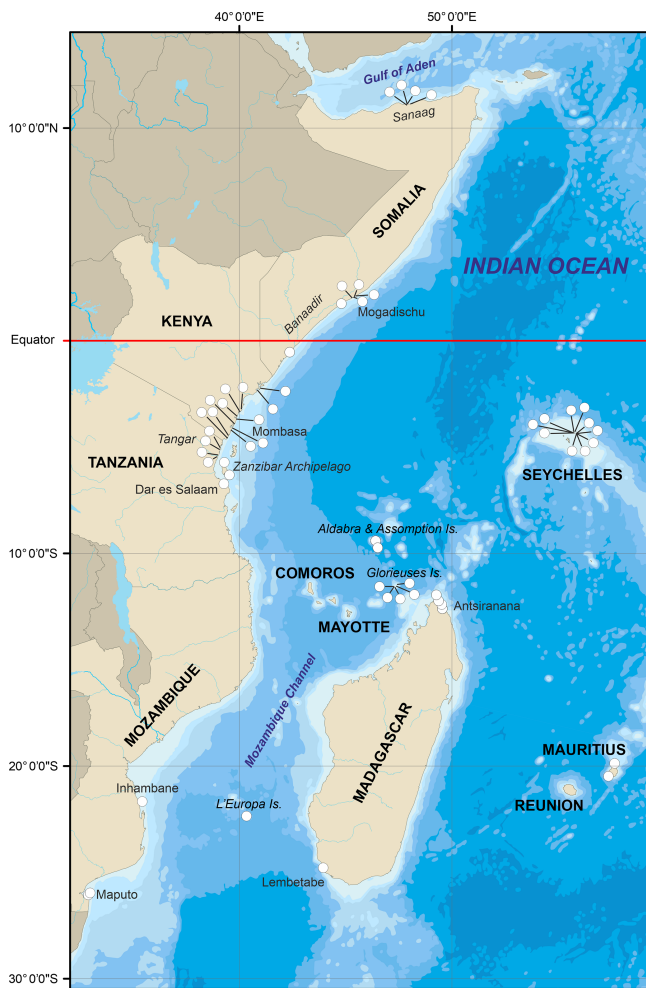 40°0'0"E
50°0'0"E
Gulf of Aden
Sanaag
10°0'0"N
SOMALIA
INDIAN OCEAN
Banaadir
Mogadischu
KENYA
Equator
Mombasa
Tangar
TANZANIA
Zanzibar Archipelago
SEYCHELLES
Dar es Salaam
Aldabra & Assomption Is.
10°0'0"S
COMOROS
Glorieuses Is.
Antsiranana
MAYOTTE
MOZAMBIQUE
Mozambique Channel
MADAGASCAR
MAURITIUS
20°0'0"S
Inhambane
L'Europa Is.
REUNION
Lembetabe
Maputo
30°0'0"S